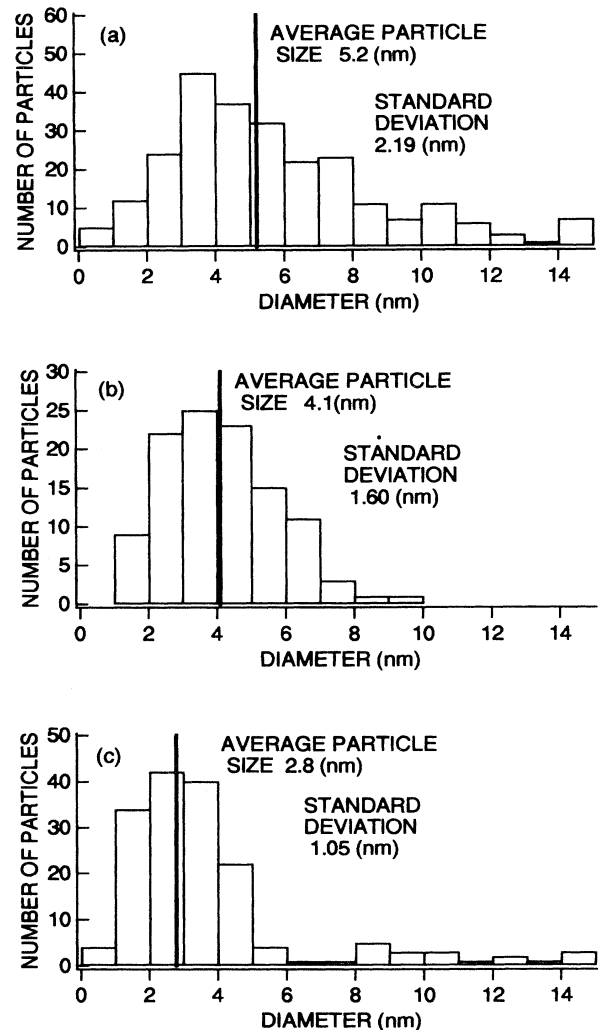 (a)
AVERAGE PARTICLE
SIZE 5.2 (nm)
STANDARD
DEVIATION
2.19 (nm)
NUMBER OF PARTICLES
60
50
40
30
20
10
0
0 2 4 6 8 10 12 14
DIAMETER (nm)
(b)
AVERAGE PARTICLE
SIZE 4.1(nm)
STANDARD
DEVIATION
1.60 (nm)
NUMBER OF PARTICLES
30
25
20
15
10
5
0
0 2 4 6 8 10 12 14
DIAMETER (nm)
(c)
AVERAGE PARTICLE
SIZE 2.8 (nm)
STANDARD
DEVIATION
1.05 (nm)
NUMBER OF PARTICLES
50
40
30
20
10
0
0 2 4 6 8 10 12 14
DIAMETER (nm)